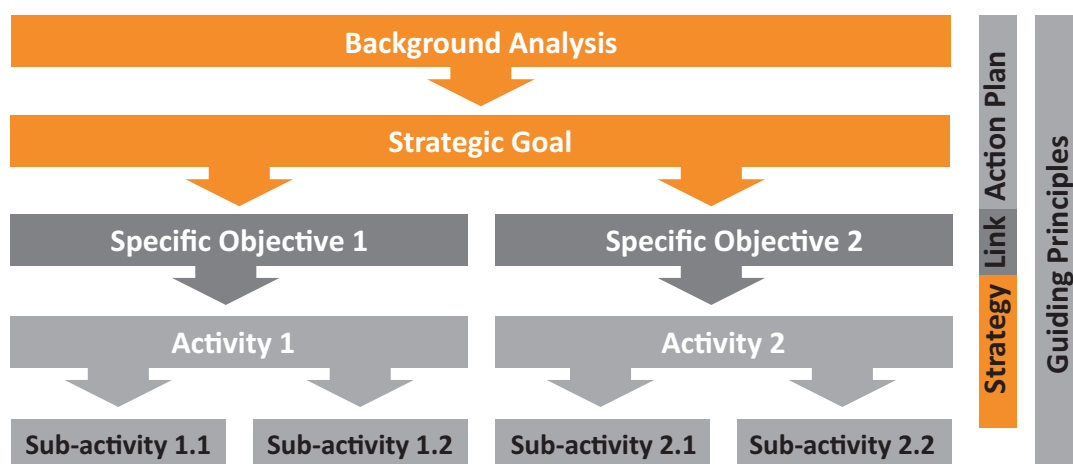 Background Analysis
Strategic Goal
Specific Objective 1
Specific Objective 2
Activity 1
Activity 2
Sub-activity 1.1
Sub-activity 1.2
Sub-activity 2.1
Sub-activity 2.2
Strategy Link Action Plan
Guiding Principles